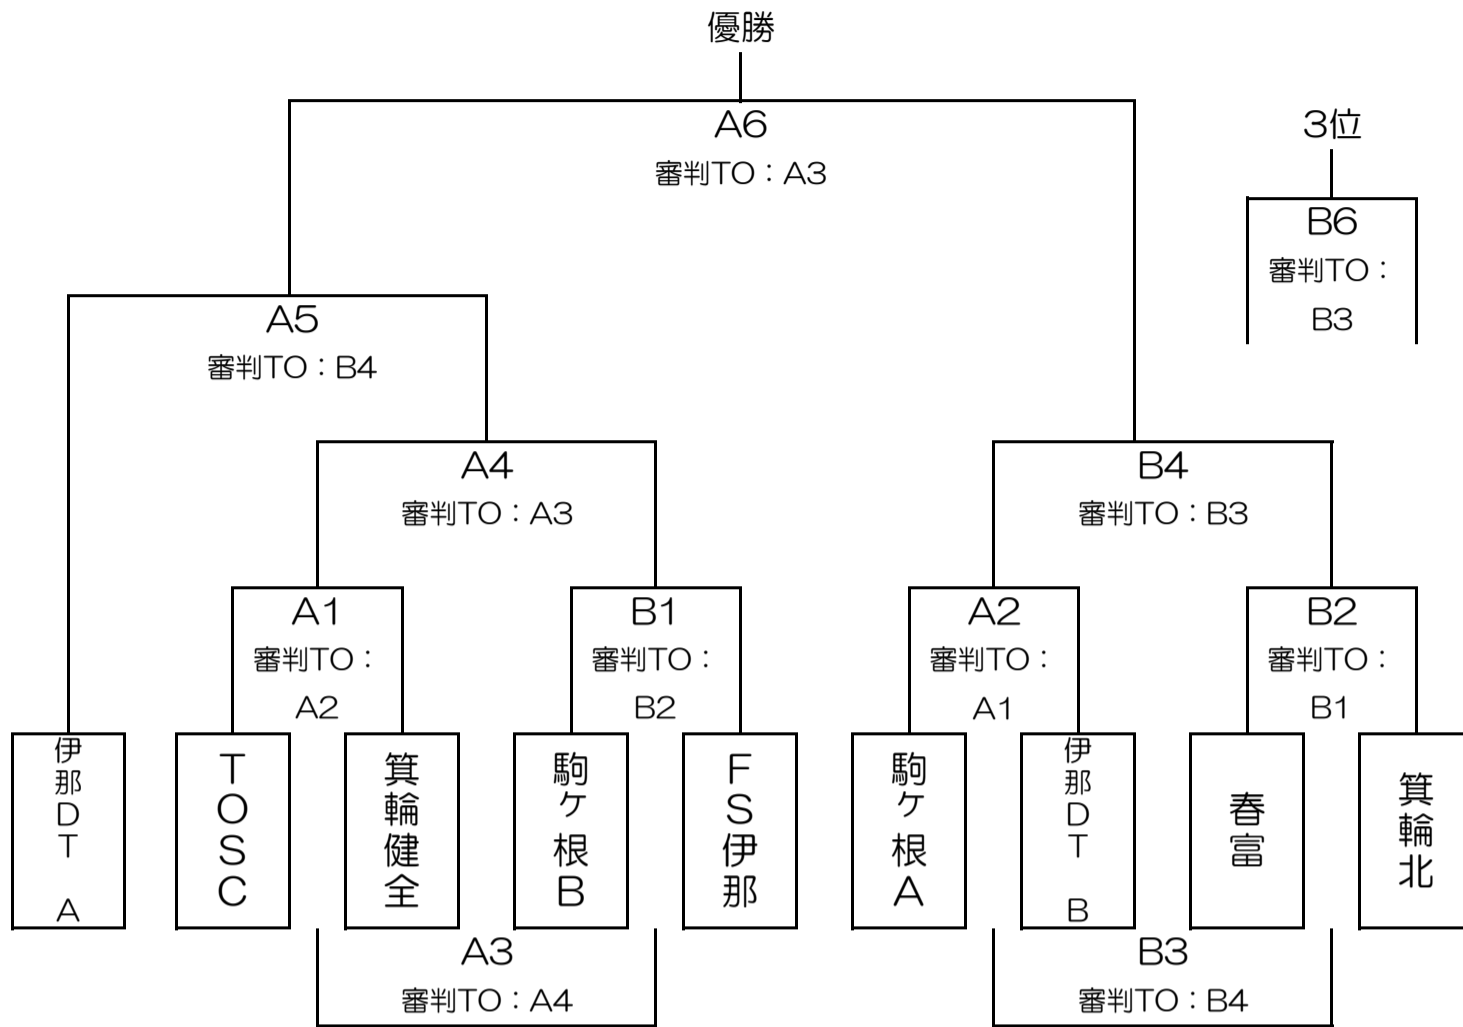 優勝
A6
審判TO：A3
3位
B6
審判TO：
B3
A5
審判TO：B4
A4
審判TO：A3
B4
審判TO：B3
A1
審判TO：
A2
B1
審判TO：
B2
A2
審判TO：
A1
B2
審判TO：
B1
伊那DT　A
TOSC
箕輪健全
駒ヶ根B
FS伊那
駒ヶ根A
伊那DT　B
春富
箕輪北
A3
審判TO：A4
B3
審判TO：B4